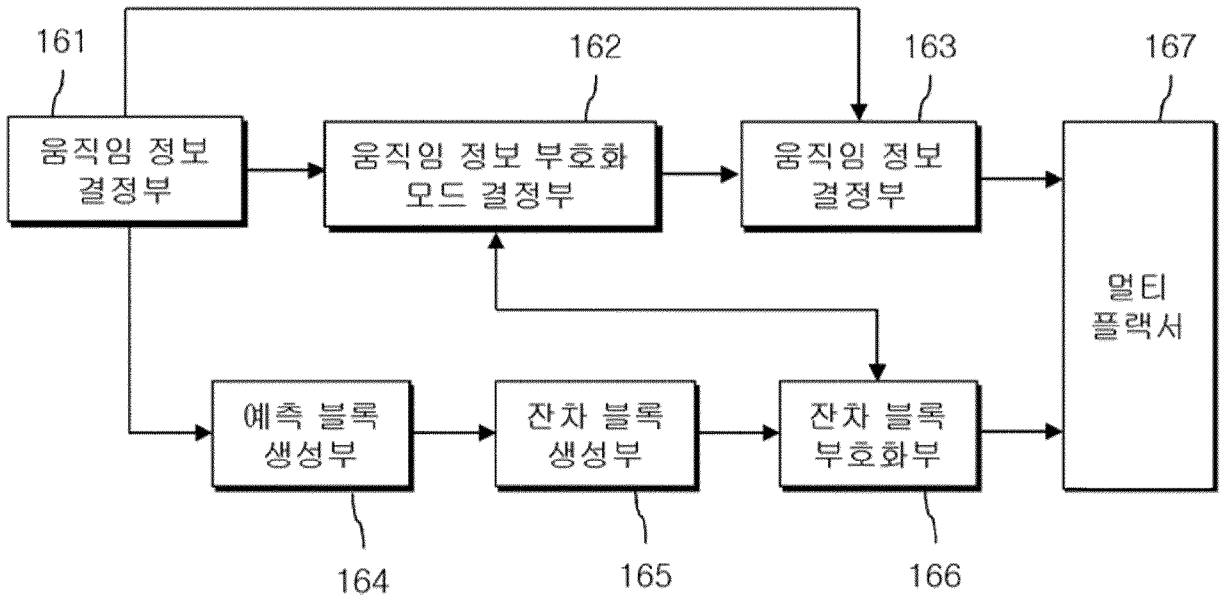 161
162
163
167
움직임 정보
결정부
움직임 정보 부호화
모드 결정부
움직임 정보
결정부
멀티
플랙서
예측 블록
생성부
잔차 블록
생성부
잔차 블록
부호화부
164
165
166